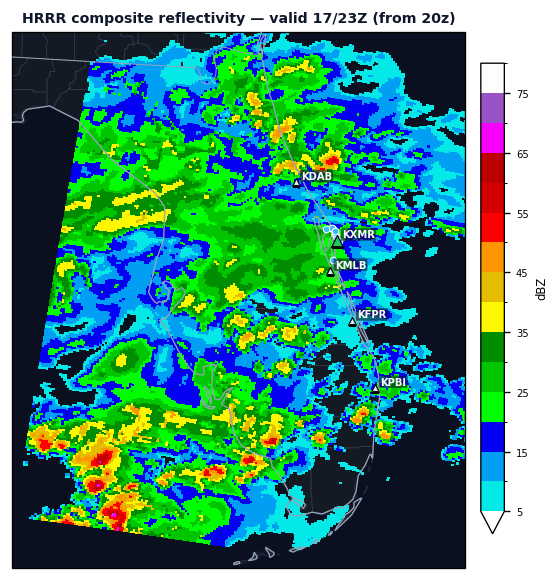 HRRR composite reflectivity — valid 17/23Z (from 20z)
KDAB
KXMR
KMLB
KFPR
KPBI
75
65
55
45
35
25
15
5
dBZ